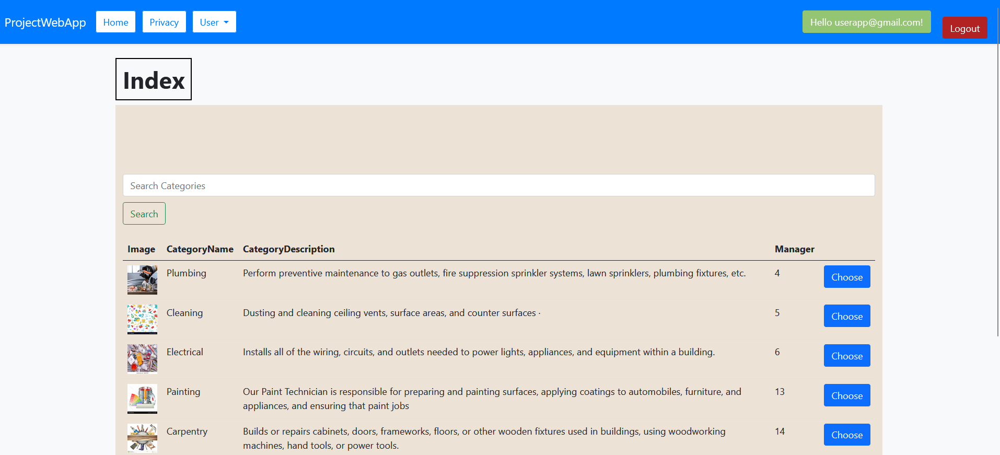 ProjectWebApp Home Privacy User Hello userapp@gmail.com! Logout
Index
Search Categories
Search
Image CategoryName CategoryDescription Manager
Plumbing Perform preventive maintenance to gas outlets, fire suppression sprinkler systems, lawn sprinklers, plumbing fixtures, etc. 4 Choose
Cleaning Dusting and cleaning ceiling vents, surface areas, and counter surfaces · 5 Choose
Electrical Installs all of the wiring, circuits, and outlets needed to power lights, appliances, and equipment within a building. 6 Choose
Painting Our Paint Technician is responsible for preparing and painting surfaces, applying coatings to automobiles, furniture, and 13 Choose
appliances, and ensuring that paint jobs
Carpentry Builds or repairs cabinets, doors, frameworks, floors, or other wooden fixtures used in buildings, using woodworking 14 Choose
machines, hand tools, or power tools.